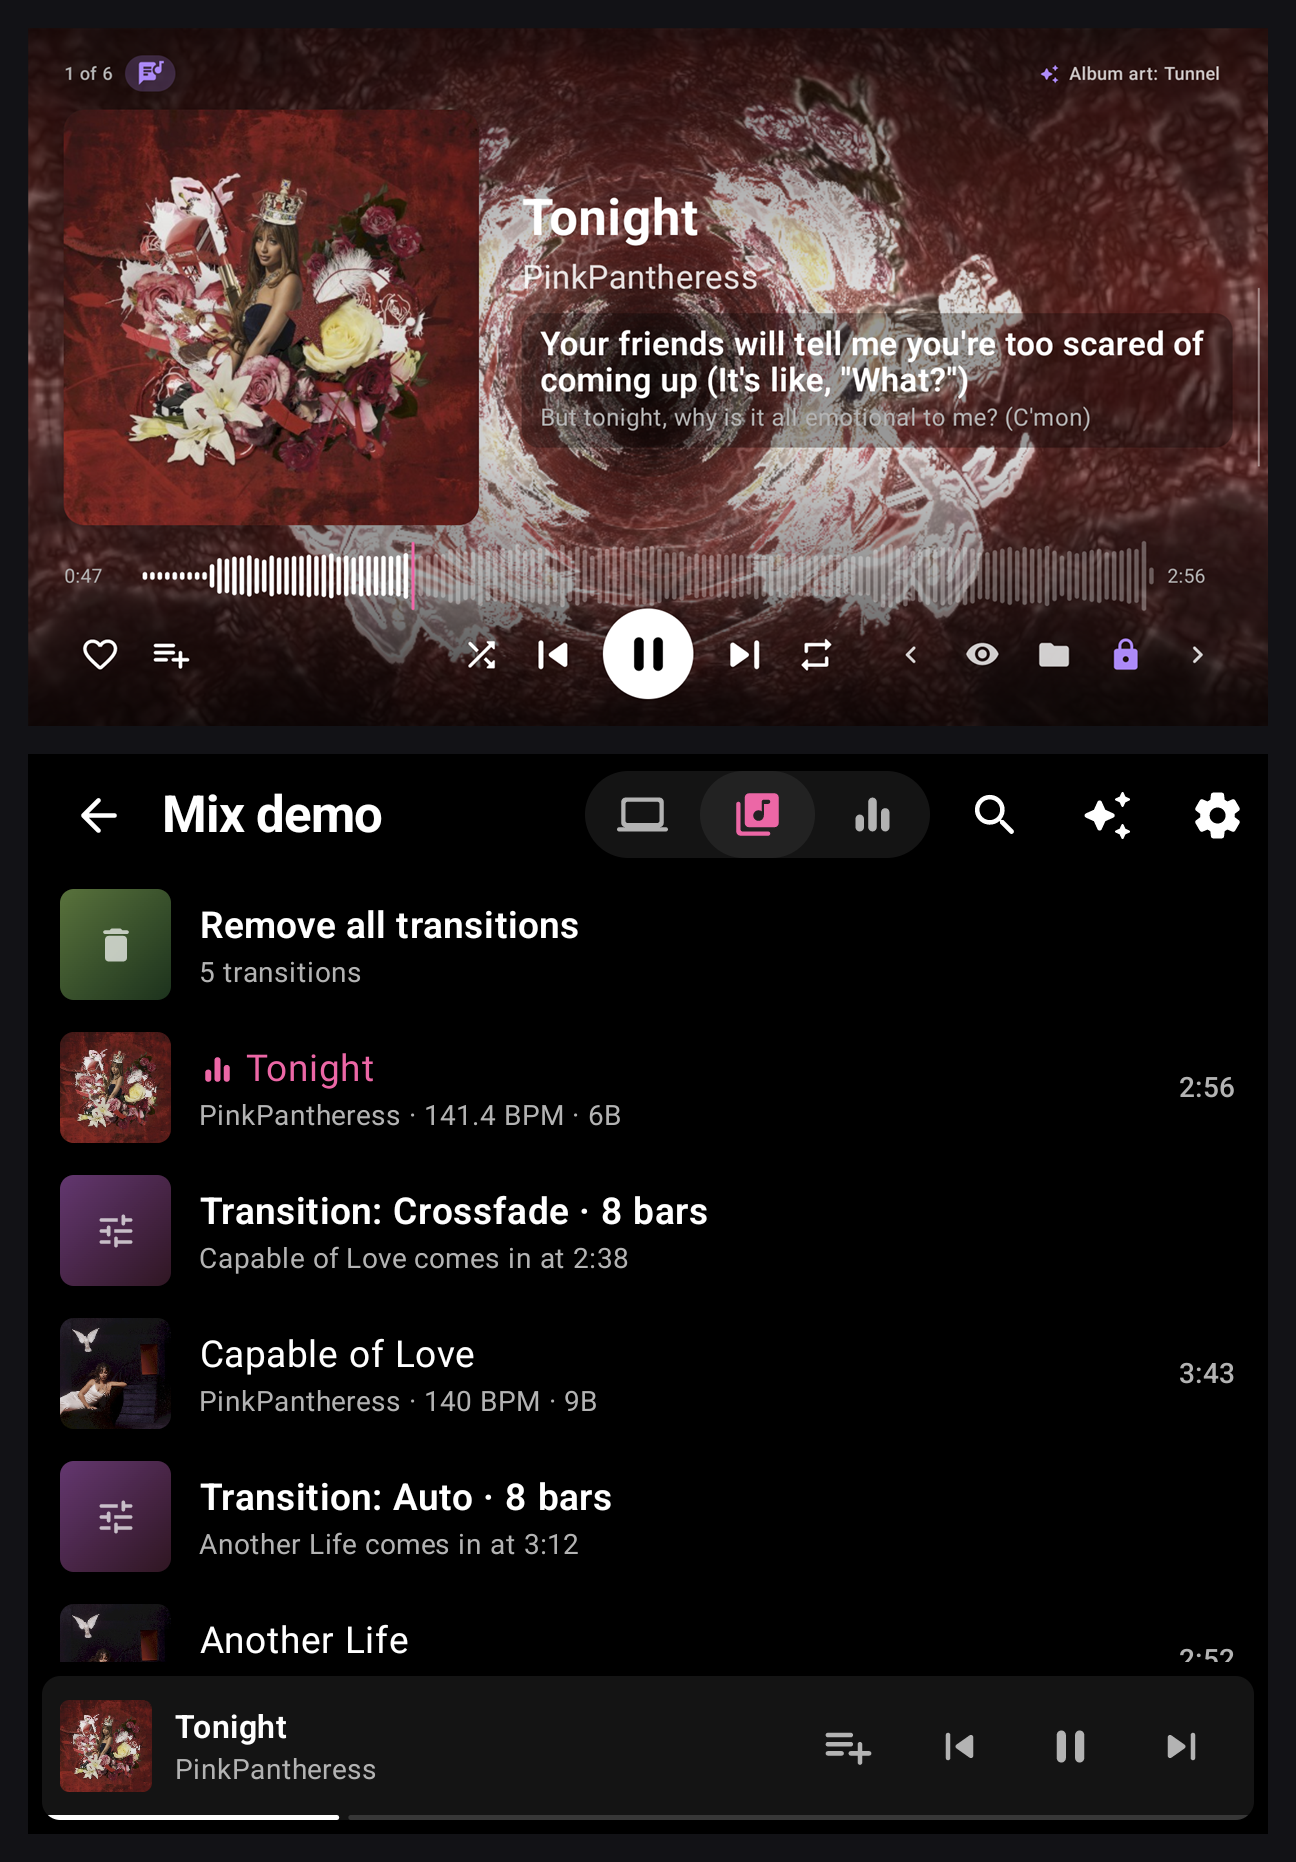 1 of 6
Album art: Tunnel
Tonight
PinkPantheress
Your friends will tell me you're too scared of
coming up (It's like, "What?")
But tonight, why is it all emotional to me? (C'mon)
0:47
2:56
Mix demo
Remove all transitions
5 transitions
Tonight
PinkPantheress · 141.4 BPM · 6B
2:56
Transition: Crossfade · 8 bars
Capable of Love comes in at 2:38
Capable of Love
PinkPantheress · 140 BPM · 9B
3:43
Transition: Auto · 8 bars
Another Life comes in at 3:12
Another Life
2:52
Tonight
PinkPantheress